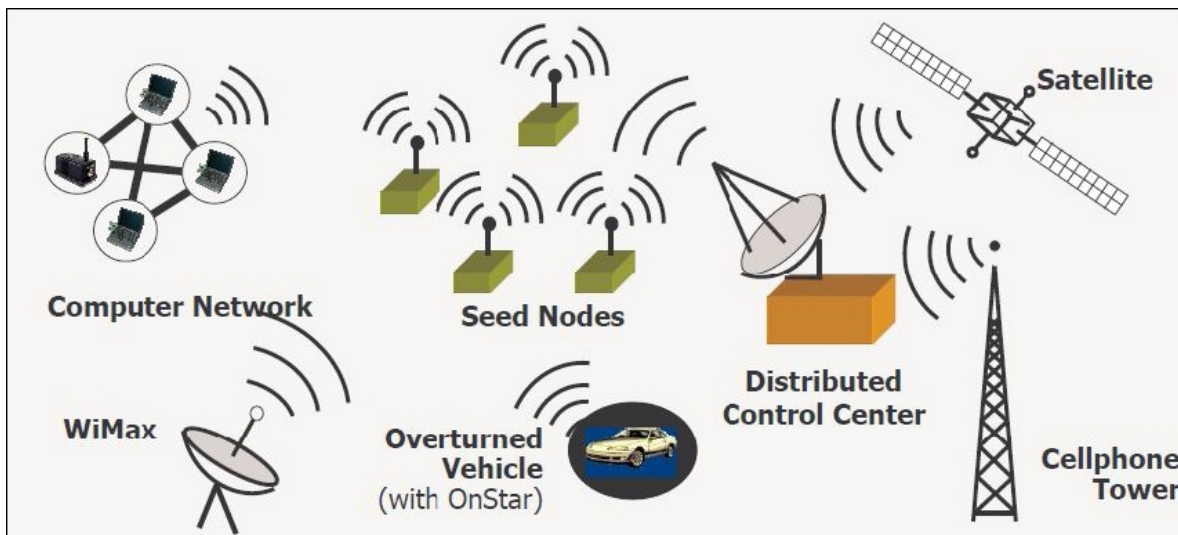 Satellite
Computer Network
Seed Nodes
Distributed
Control Center
WiMax
Overturned
Vehicle
(with OnStar)
Cellphone
Tower